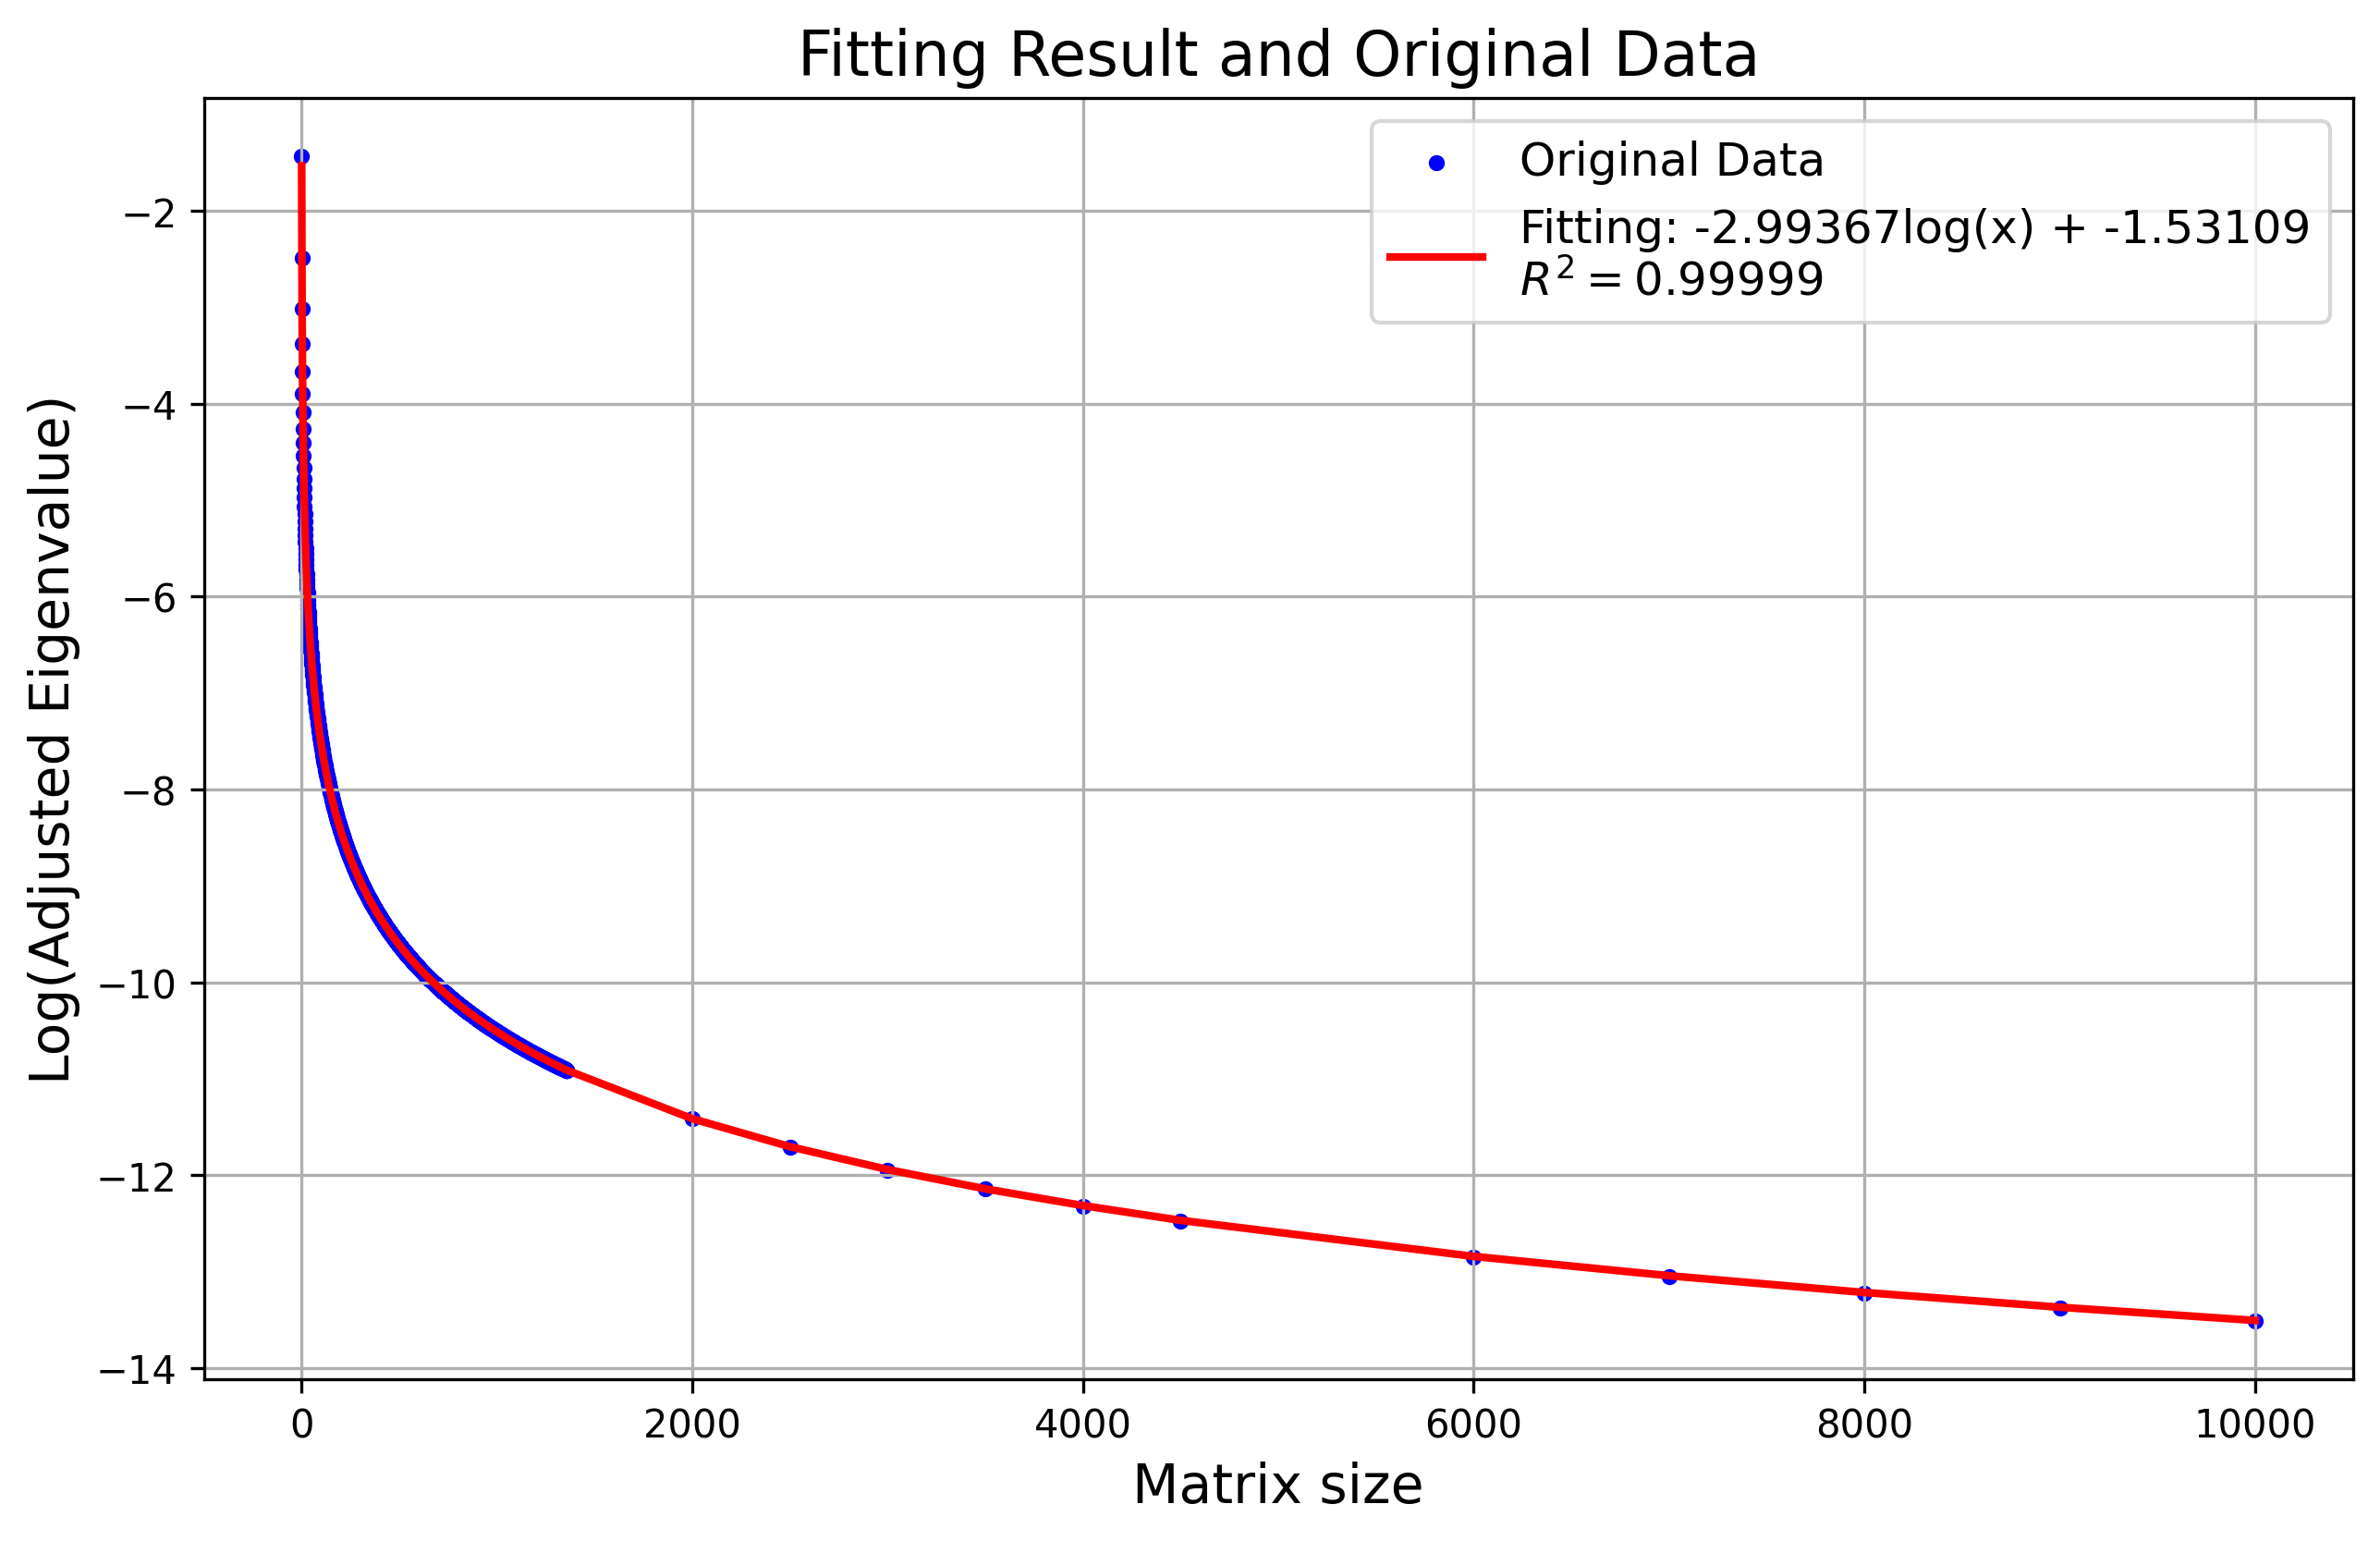 Fitting Result and Original Data
Original Data
Fitting: -2.99367log(x) + -1.53109
R² = 0.99999
Log(Adjusted Eigenvalue)
−2
−4
−6
−8
−10
−12
−14
0 2000 4000 6000 8000 10000
Matrix size